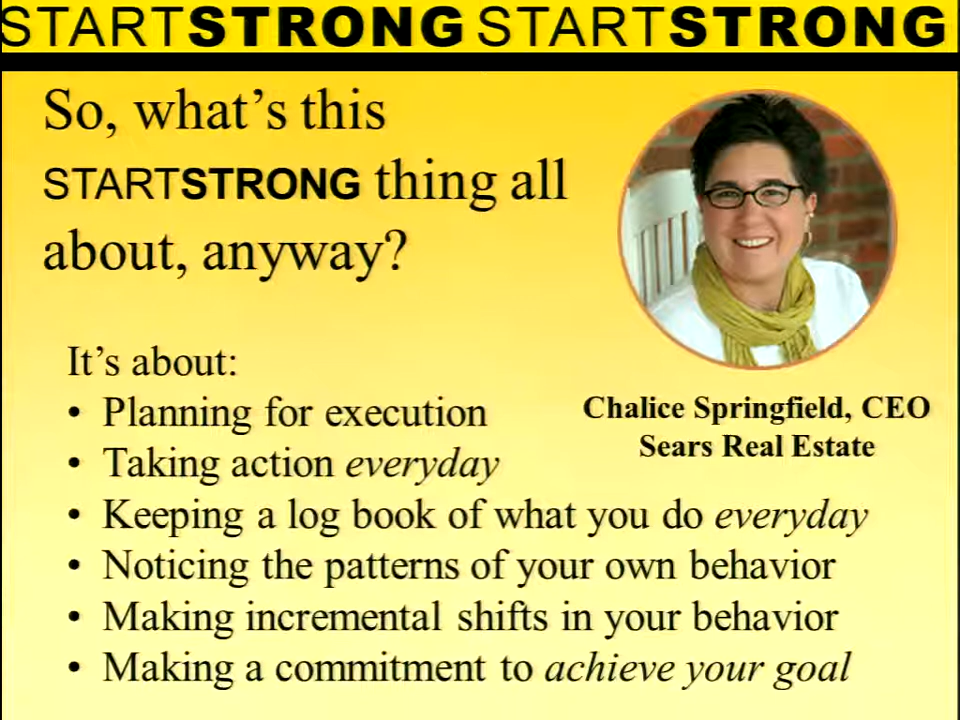 STARTSTRONG STARTSTRONG
So, what's this
STARTSTRONG thing all
about, anyway?
It's about:
• Planning for execution
• Taking action everyday
• Keeping a log book of what you do everyday
• Noticing the patterns of your own behavior
• Making incremental shifts in your behavior
• Making a commitment to achieve your goal
Chalice Springfield, CEO
Sears Real Estate